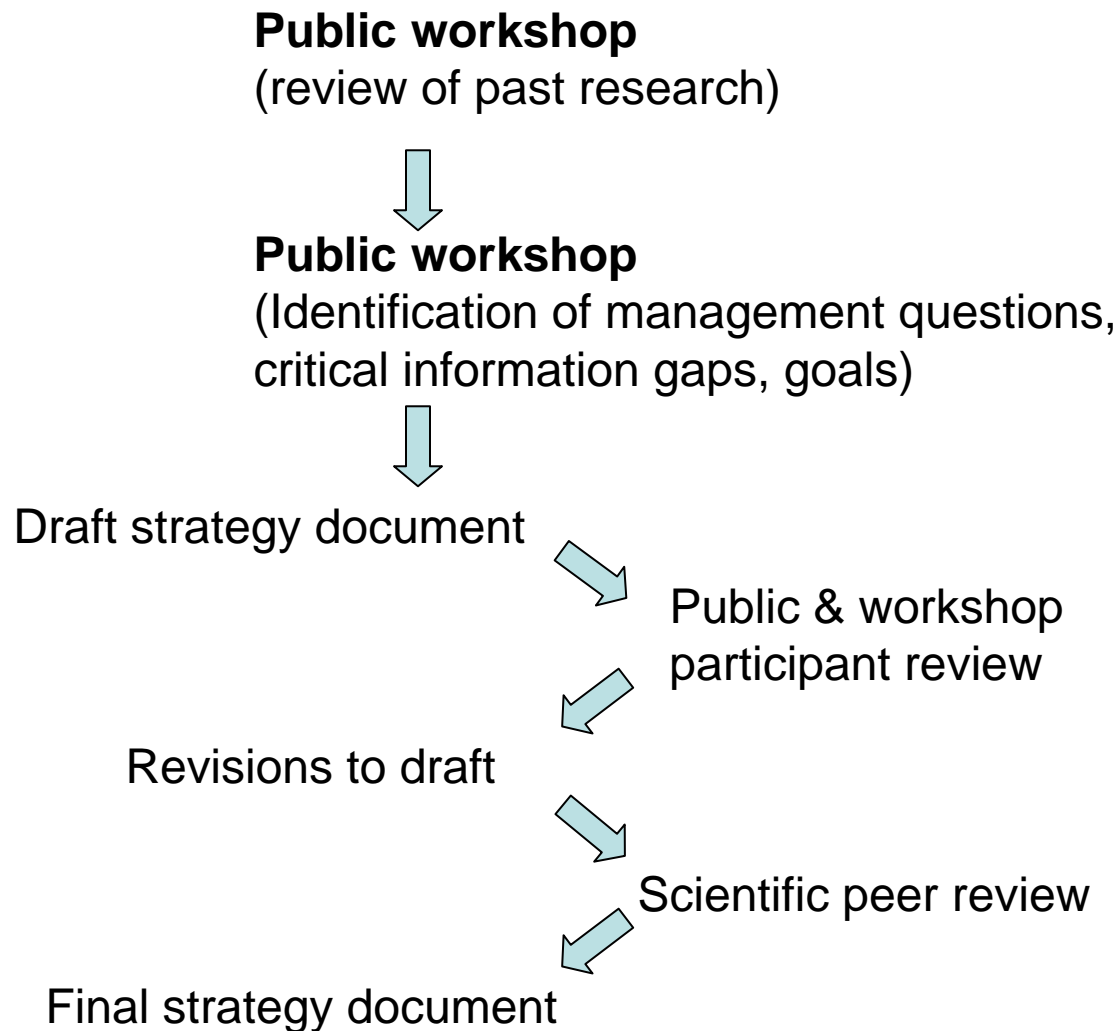 Public workshop
(review of past research)
Public workshop
(Identification of management questions,
critical information gaps, goals)
Draft strategy document
Public & workshop
participant review
Revisions to draft
Scientific peer review
Final strategy document